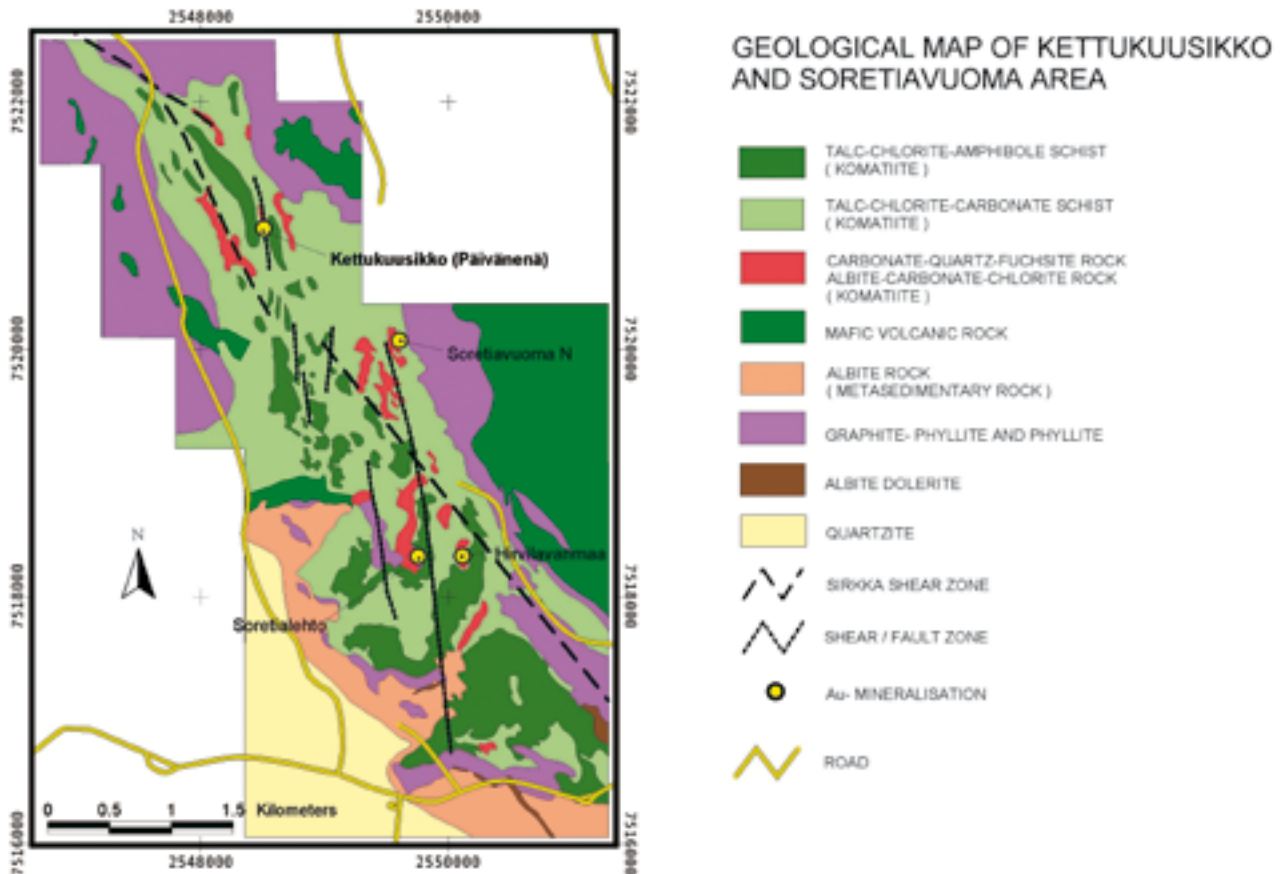 2548000 2550000
GEOLOGICAL MAP OF KETTUKUUSIKKO
AND SORETIAVUOMA AREA
7522000
7522000
TALC-CHLORITE-AMPHIBOLE SCHIST
( KOMATIITE )
TALC-CHLORITE-CARBONATE SCHIST
( KOMATIITE )
Kettukuusikko (Päivänenä)
CARBONATE-QUARTZ-FUCHSITE ROCK
ALBITE-CARBONATE-CHLORITE ROCK
( KOMATIITE )
MAFIC VOLCANIC ROCK
7520000
7520000
Soretiavuoma N
ALBITE ROCK
( METASEDIMENTARY ROCK )
GRAPHITE- PHYLLITE AND PHYLLITE
ALBITE DOLERITE
QUARTZITE
N
Hirvilavanmaa
SIRKKA SHEAR ZONE
7518000
7518000
Soretialehto
SHEAR / FAULT ZONE
Au- MINERALISATION
ROAD
0 0.5 1 1.5 Kilometers
7516000
7516000
2548000 2550000